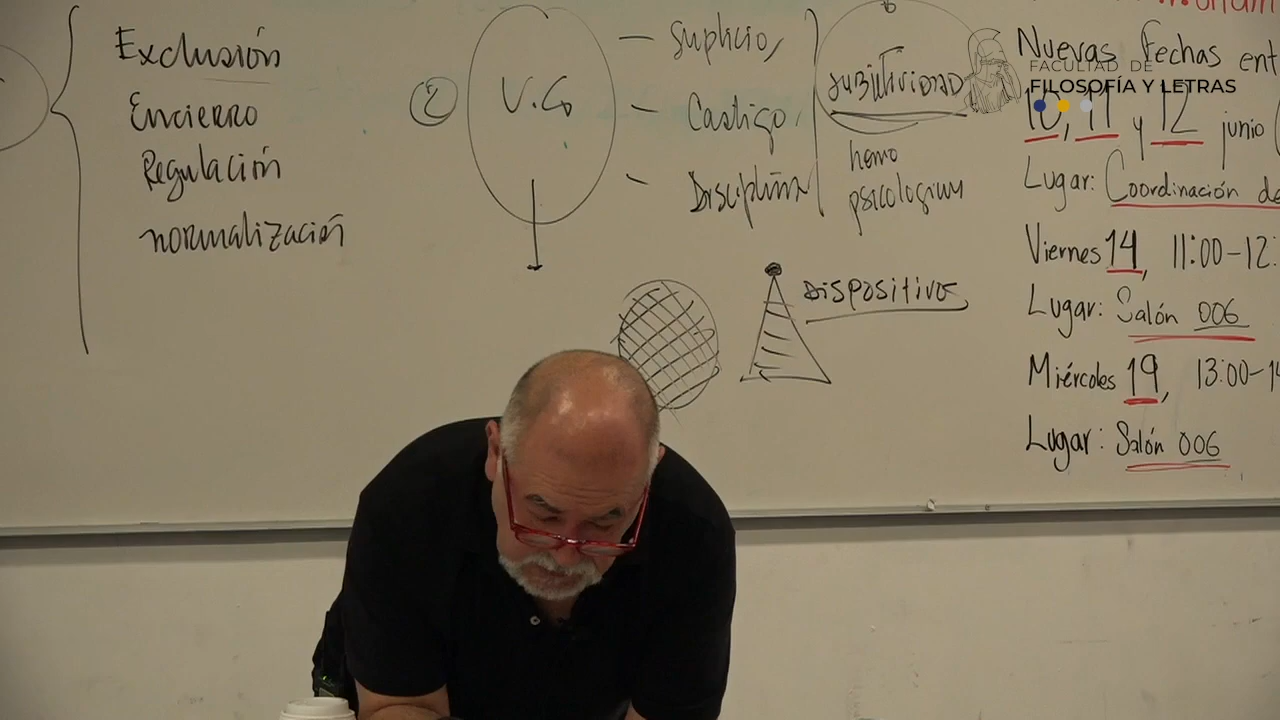 Exclusión
Encierro
Regulación
normalización
2
V.G
— Suplicio,
— Castigo,
— Disciplina
subjetividad
homo
psicologicum
Dispositivo
Nuevas fechas ent
10, 11 y 12 junio (
Lugar: Coordinación de
Viernes 14, 11:00-12:
Lugar: Salón 006
Miércoles 19, 13:00-14
Lugar: Salón 006
FACULTAD DE
FILOSOFÍA Y LETRAS